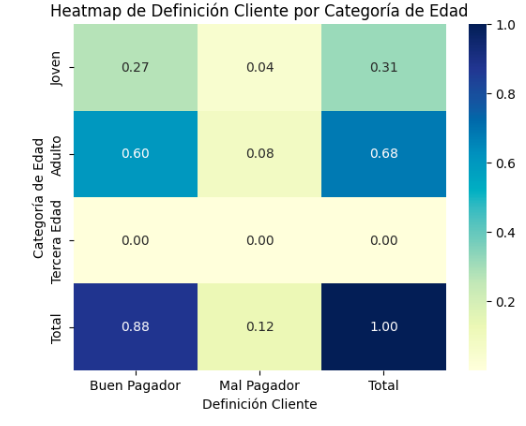 Heatmap de Definición Cliente por Categoría de Edad
Categoría de Edad
Joven
0.27 0.04 0.31
Adulto
0.60 0.08 0.68
Tercera Edad
0.00 0.00 0.00
Total
0.88 0.12 1.00
Buen Pagador Mal Pagador Total
Definición Cliente
1.0
0.8
0.6
0.4
0.2